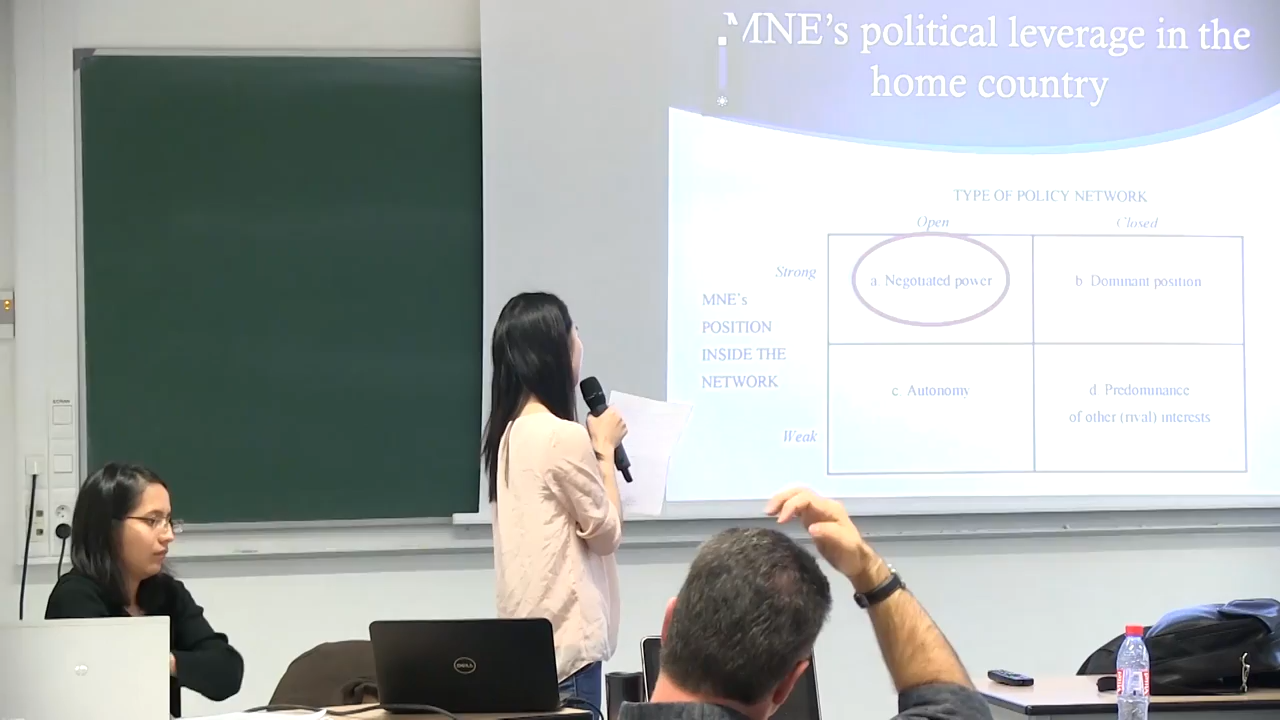 MNE's political leverage in the
home country
TYPE OF POLICY NETWORK
Open Closed
Strong
a. Negotiated power b. Dominant position
MNE's
POSITION
INSIDE THE
NETWORK
c. Autonomy d. Predominance
of other (rival) interests
Weak
DELL